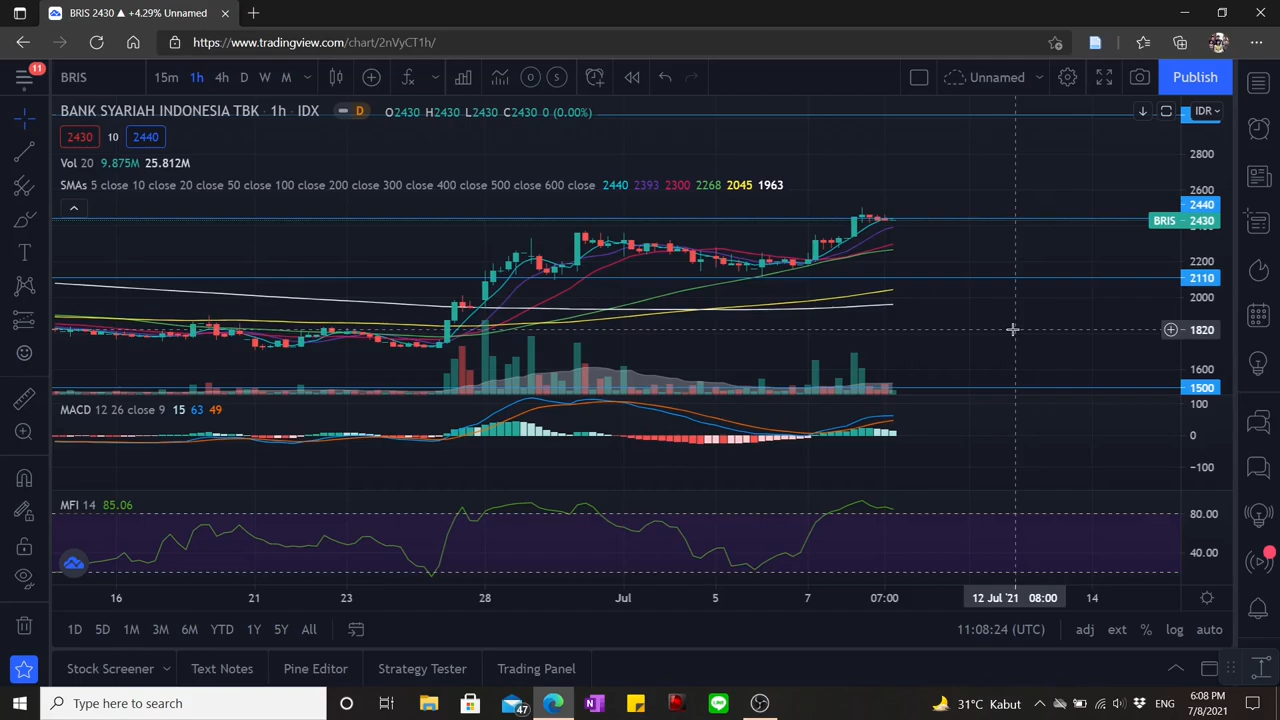 BRIS 2430 ▲ +4.29% Unnamed
https://www.tradingview.com/chart/2nVyCT1h/
11
BRIS 15m 1h 4h D W M Unnamed Publish
BANK SYARIAH INDONESIA TBK · 1h · IDX D O2430 H2430 L2430 C2430 0 (0.00%) IDR
2430 10 2440
Vol 20 9.875M 25.812M
SMAs 5 close 10 close 20 close 50 close 100 close 200 close 300 close 400 close 500 close 600 close 2440 2393 2300 2268 2045 1963
2800
2600
2440
BRIS 2430
2400
2200
2110
2000
1820
1600
1500
MACD 12 26 close 9 15 63 49
100
0
-100
MFI 14 85.06
80.00
40.00
16 21 23 28 Jul 5 7 07:00 12 Jul '21 08:00 14
1D 5D 1M 3M 6M YTD 1Y 5Y All 11:08:24 (UTC) adj ext % log auto
Stock Screener Text Notes Pine Editor Strategy Tester Trading Panel
Type here to search 47 31°C Kabut ENG 6:08 PM
7/8/2021